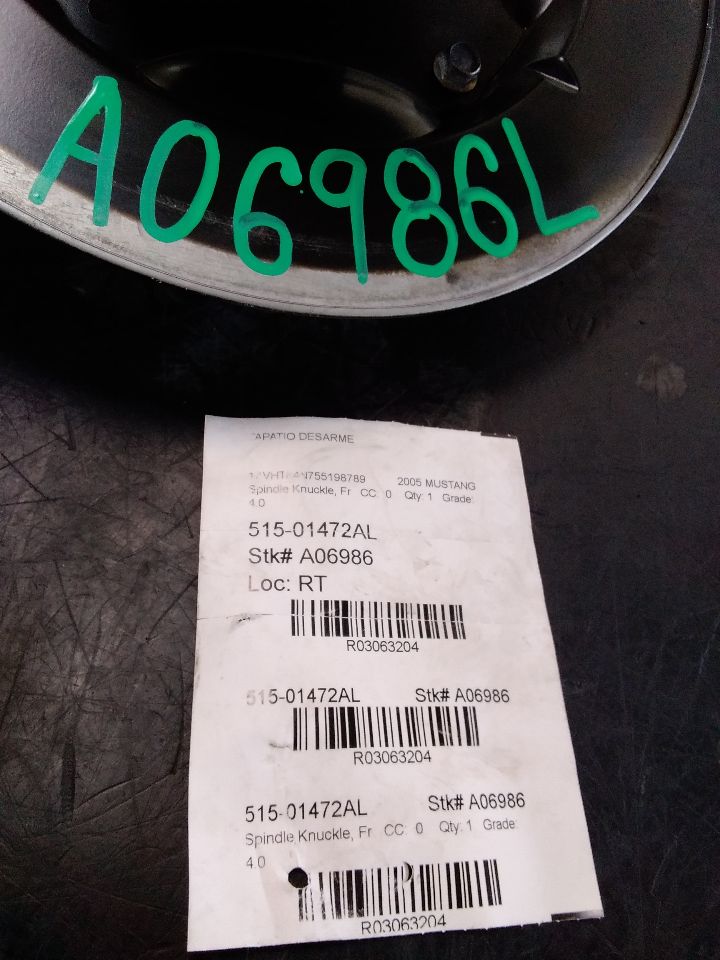 A06986L
TAPATIO DESARME
2005 MUSTANG
Spindle Knuckle, Fr CC: 0 Qty: 1 Grade:
4.0
515-01472AL
Stk# A06986
Loc: RT
R03063204
515-01472AL Stk# A06986
R03063204
515-01472AL Stk# A06986
Spindle Knuckle, Fr CC: 0 Qty: 1 Grade:
4.0
R03063204